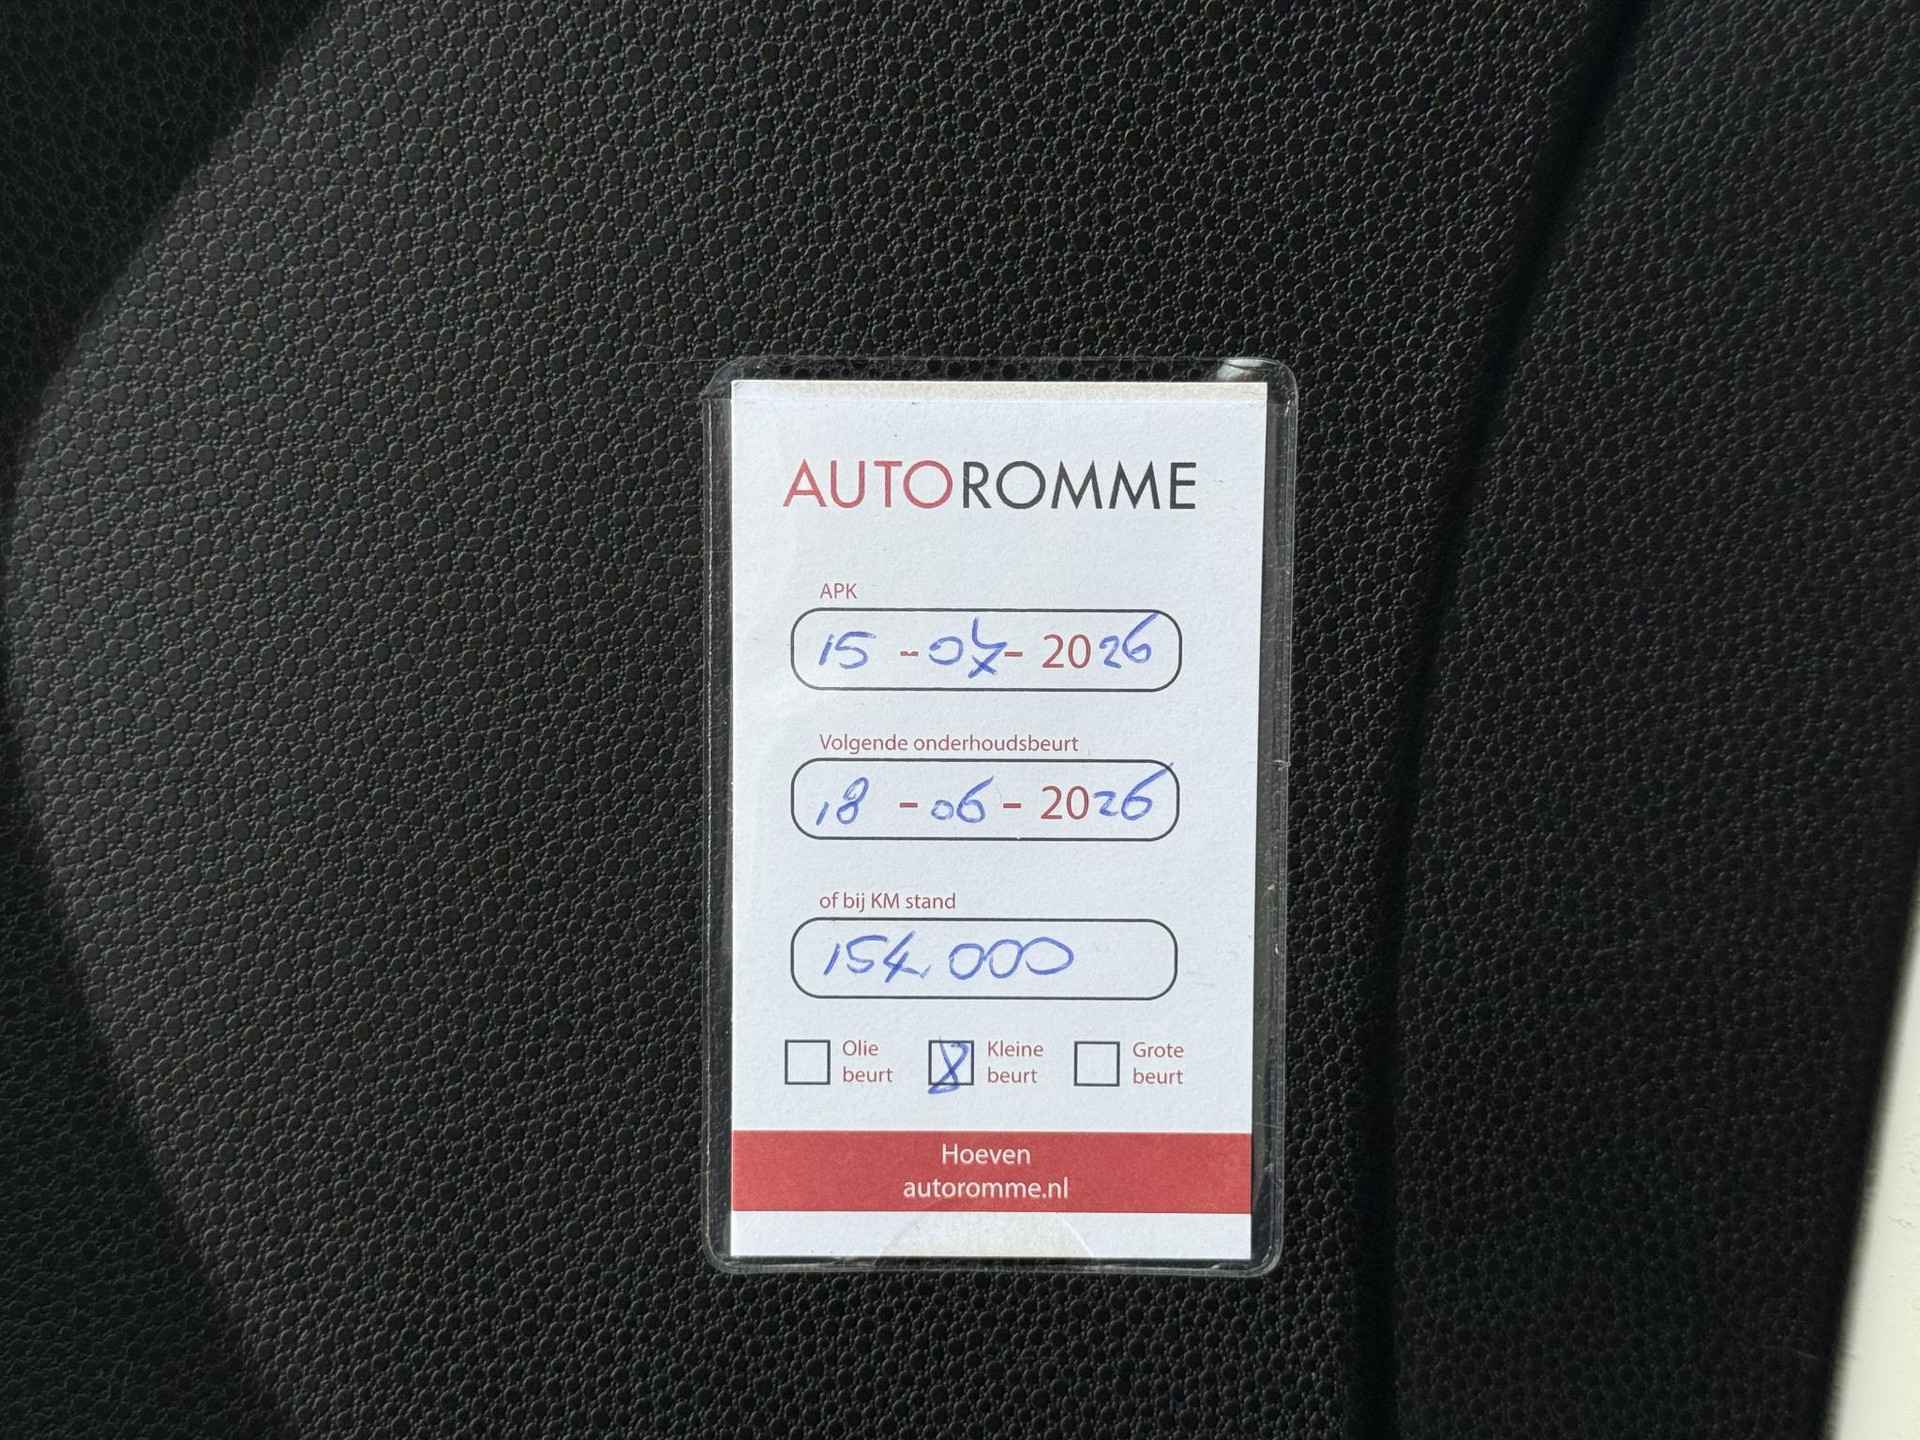 AUTOROMME
APK
15 - 04 - 2026
Volgende onderhoudsbeurt
18 - 06 - 2026
of bij KM stand
154.000
Olie beurt
Kleine beurt
Grote beurt
Hoeven
autoromme.nl